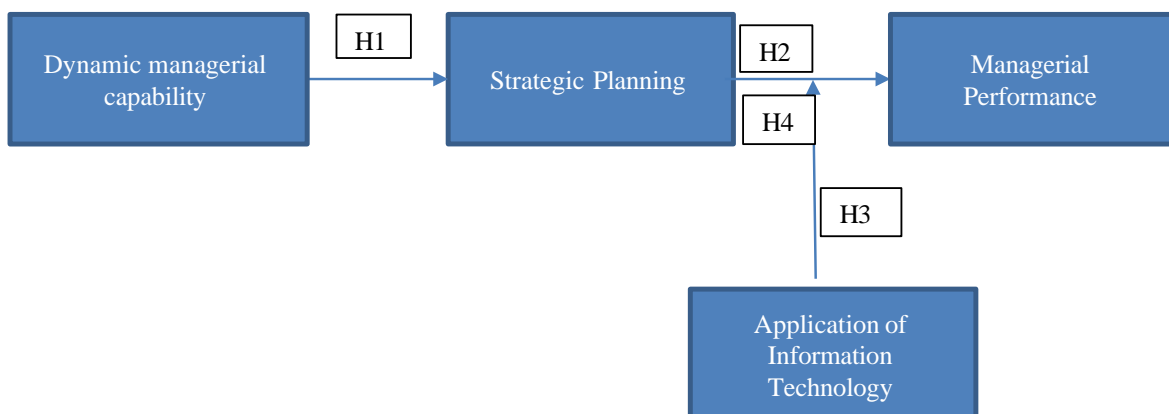 H1
H2
Dynamic managerial
capability
Strategic Planning
Managerial
Performance
H4
H3
Application of
Information
Technology